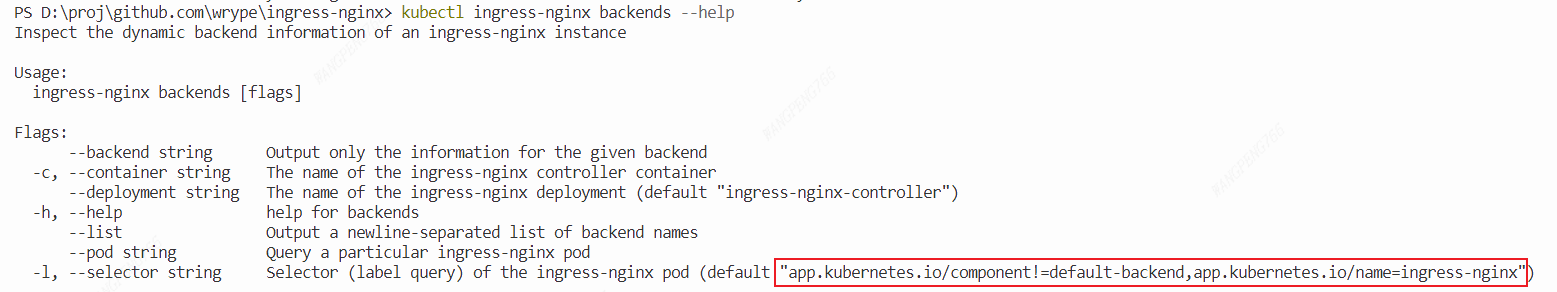 PS D:\proj\github.com\wrype\ingress-nginx> kubectl ingress-nginx backends --help
Inspect the dynamic backend information of an ingress-nginx instance
Usage:
ingress-nginx backends [flags]
Flags:
--backend string Output only the information for the given backend
-c, --container string The name of the ingress-nginx controller container
--deployment string The name of the ingress-nginx deployment (default "ingress-nginx-controller")
-h, --help help for backends
--list Output a newline-separated list of backend names
--pod string Query a particular ingress-nginx pod
-l, --selector string Selector (label query) of the ingress-nginx pod (default "app.kubernetes.io/component!=default-backend,app.kubernetes.io/name=ingress-nginx")